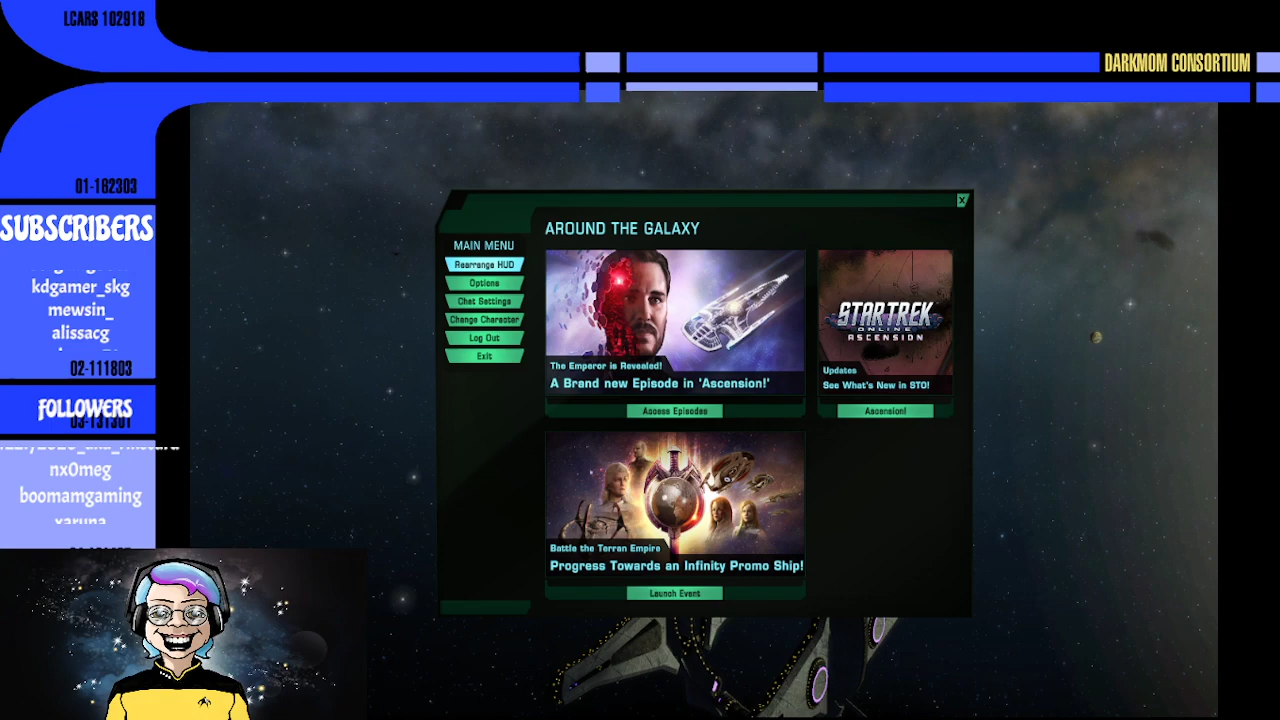 LCARS 102918
DARKMOM CONSORTIUM
01-182303
SUBSCRIBERS
kdgamer_skg
mewsin_
alissacg
02-111803
FOLLOWERS
03-131301
nx0meg
boomamgaming
xaruna
AROUND THE GALAXY
X
MAIN MENU
Rearrange HUD
Options
Chat Settings
Change Character
Log Out
Exit
The Emperor is Revealed!
A Brand new Episode in 'Ascension!'
Access Episodes
STAR TREK
ONLINE
ASCENSION
Updates
See What's New in STO!
Ascension!
Battle the Terran Empire
Progress Towards an Infinity Promo Ship!
Launch Event